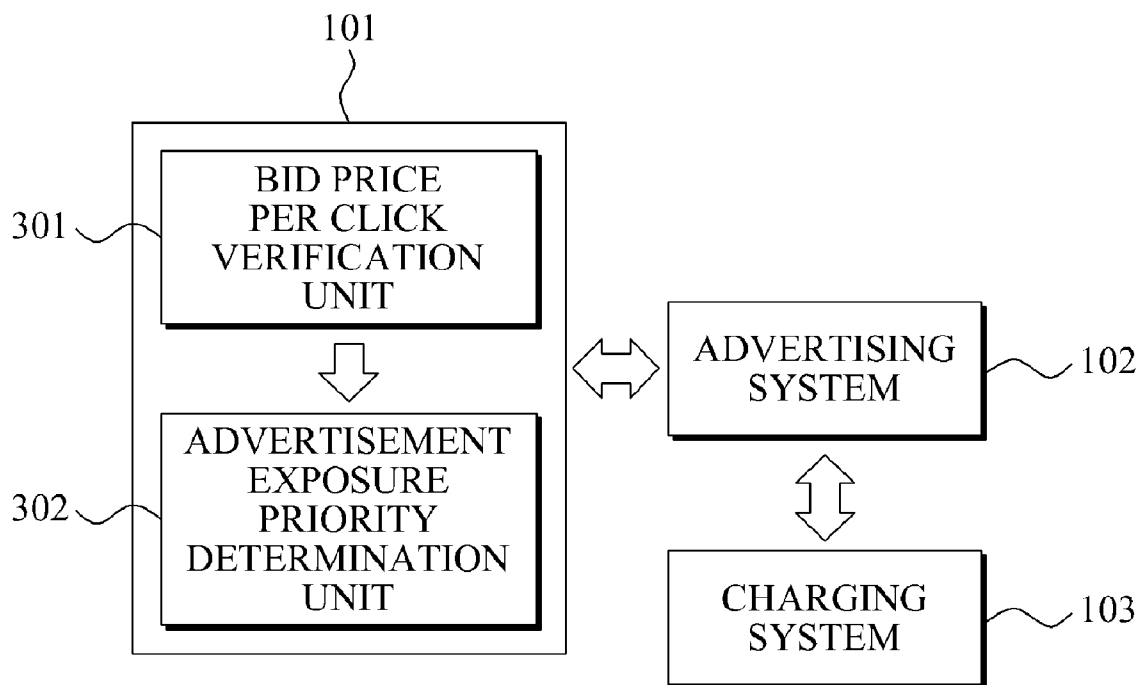 101
301
BID PRICE
PER CLICK
VERIFICATION
UNIT
302
ADVERTISEMENT
EXPOSURE
PRIORITY
DETERMINATION
UNIT
ADVERTISING
SYSTEM
102
CHARGING
SYSTEM
103